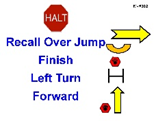 HALT
Recall Over Jump
Finish
Left Turn
Forward